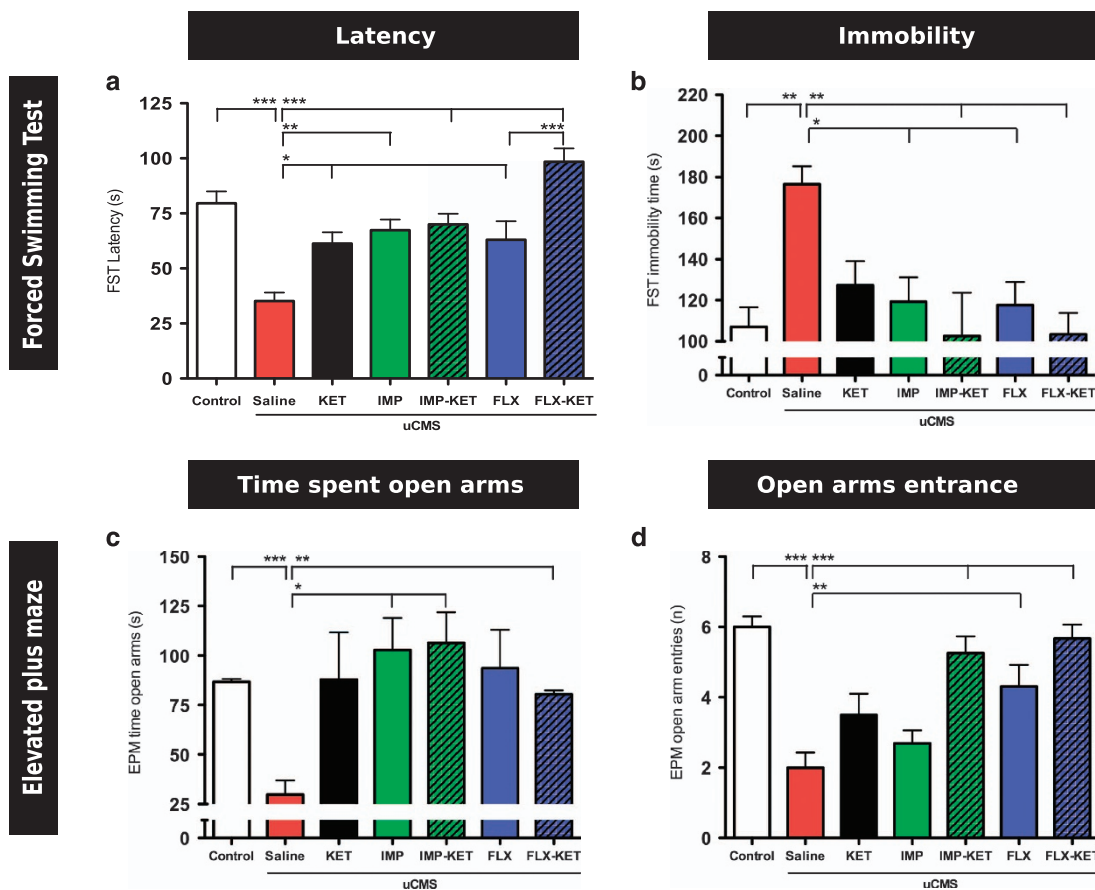 Latency
Immobility
Forced Swimming Test
a
FST Latency (s)
125
100
75
50
25
0
*** ***
**
***
*
Control Saline KET IMP IMP-KET FLX FLX-KET
uCMS
b
FST immobility time (s)
220
200
180
160
140
120
100
0
** **
*
Control Saline KET IMP IMP-KET FLX FLX-KET
uCMS
Time spent open arms
Open arms entrance
Elevated plus maze
c
EPM time open arms (s)
150
125
100
75
50
25
0
*** **
*
Control Saline KET IMP IMP-KET FLX FLX-KET
uCMS
d
EPM open arm entries (n)
8
6
4
2
0
*** ***
**
Control Saline KET IMP IMP-KET FLX FLX-KET
uCMS